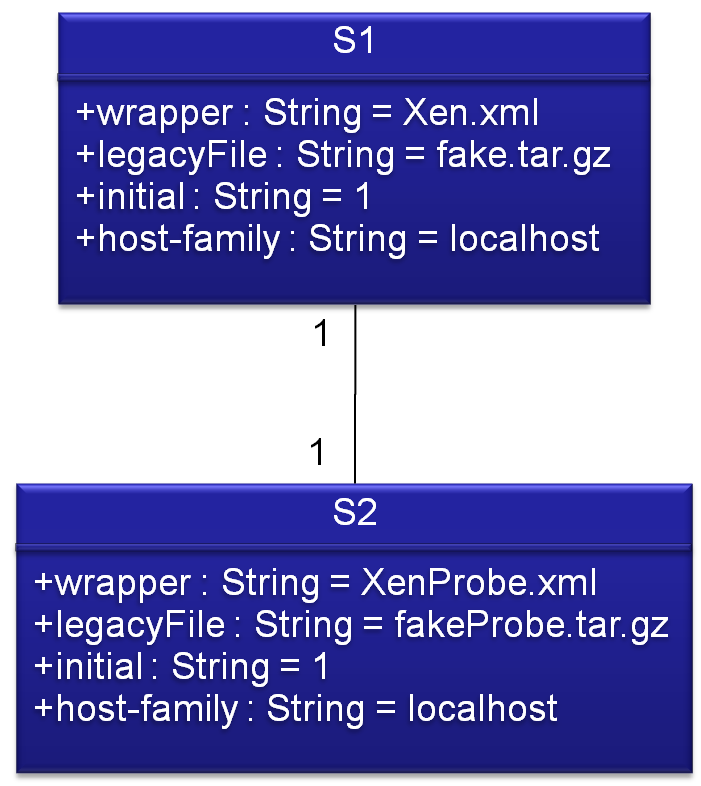 S1
+wrapper : String = Xen.xml
+legacyFile : String = fake.tar.gz
+initial : String = 1
+host-family : String = localhost
1
1
S2
+wrapper : String = XenProbe.xml
+legacyFile : String = fakeProbe.tar.gz
+initial : String = 1
+host-family : String = localhost